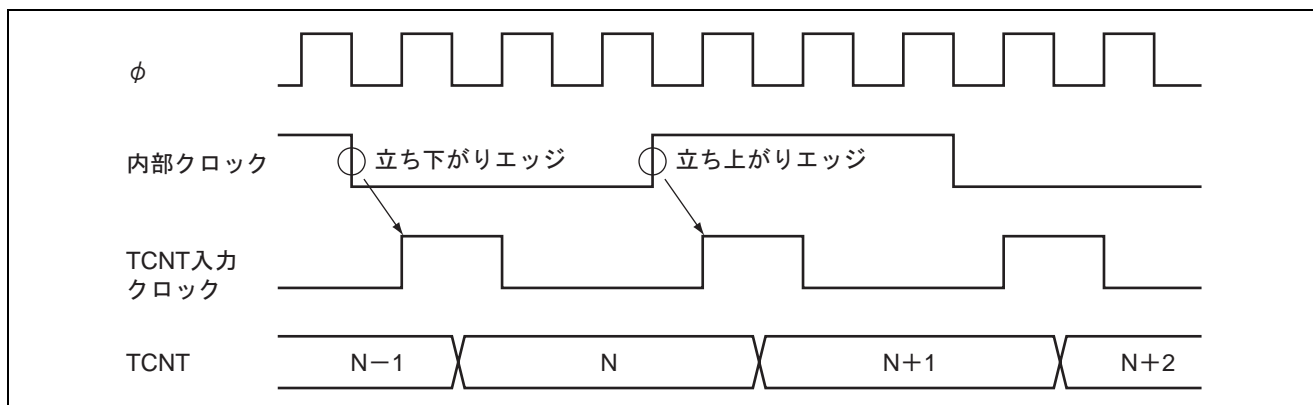 φ
内部クロック
立ち下がりエッジ
立ち上がりエッジ
TCNT入力
クロック
TCNT
N－1
N
N＋1
N＋2